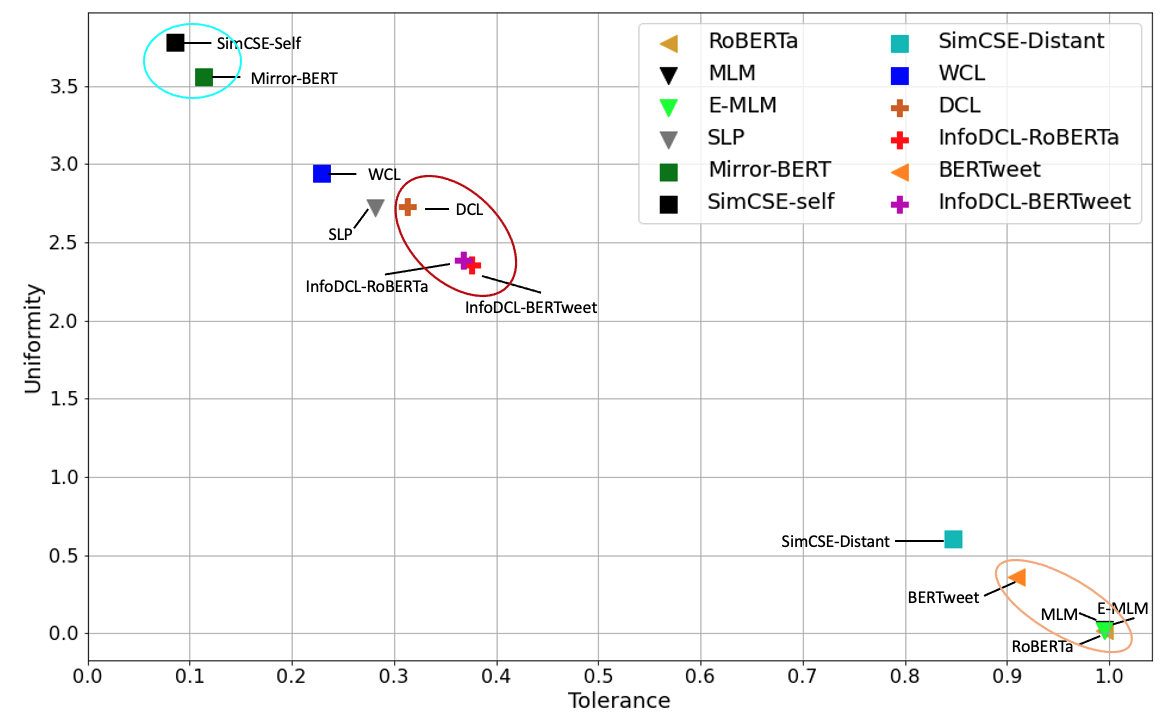 SimCSE-Self
Mirror-BERT
WCL
SLP
DCL
InfoDCL-RoBERTa
InfoDCL-BERTweet
SimCSE-Distant
BERTweet
MLM
E-MLM
RoBERTa
RoBERTa
MLM
E-MLM
SLP
Mirror-BERT
SimCSE-self
SimCSE-Distant
WCL
DCL
InfoDCL-RoBERTa
BERTweet
InfoDCL-BERTweet
Uniformity
3.5
3.0
2.5
2.0
1.5
1.0
0.5
0.0
0.0 0.1 0.2 0.3 0.4 0.5 0.6 0.7 0.8 0.9 1.0
Tolerance